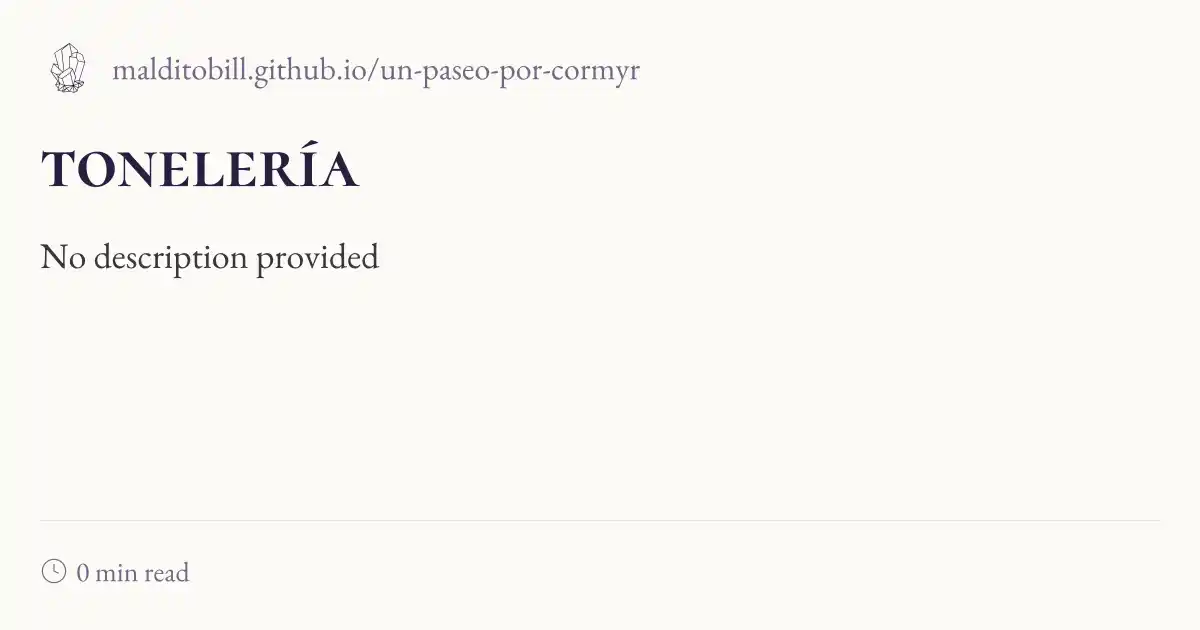 malditobill.github.io/un-paseo-por-cormyr
TONELERÍA
No description provided
0 min read